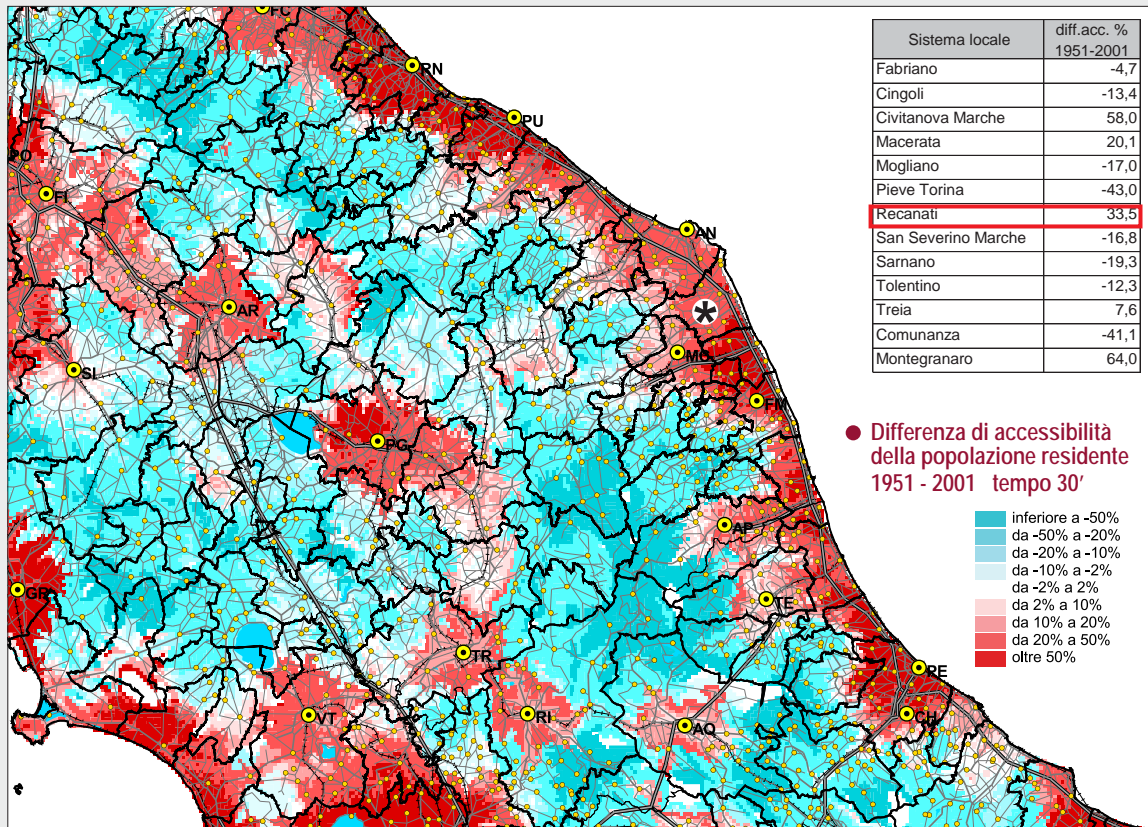 FC
RN
PU
PO
FI
AN
AR
MC
SI
PG
AP
GR
TE
TR
PE
VT
RI
CH
AQ
Sistema locale diff.acc. % 1951-2001
Fabriano -4,7
Cingoli -13,4
Civitanova Marche 58,0
Macerata 20,1
Mogliano -17,0
Pieve Torina -43,0
Recanati 33,5
San Severino Marche -16,8
Sarnano -19,3
Tolentino -12,3
Treia 7,6
Comunanza -41,1
Montegranaro 64,0
Differenza di accessibilità
della popolazione residente
1951 - 2001 tempo 30'
inferiore a -50%
da -50% a -20%
da -20% a -10%
da -10% a -2%
da -2% a 2%
da 2% a 10%
da 10% a 20%
da 20% a 50%
oltre 50%